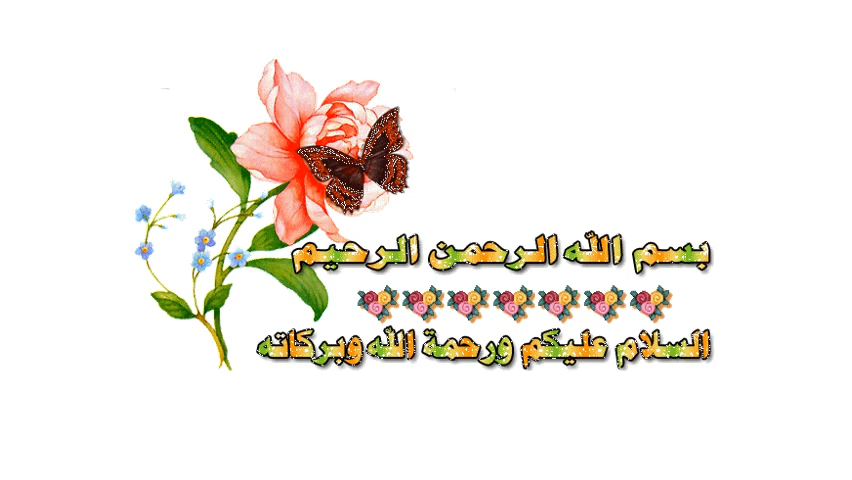 بسم الله الرحمن الرحيم
السلام عليكم ورحمة الله وبركاته